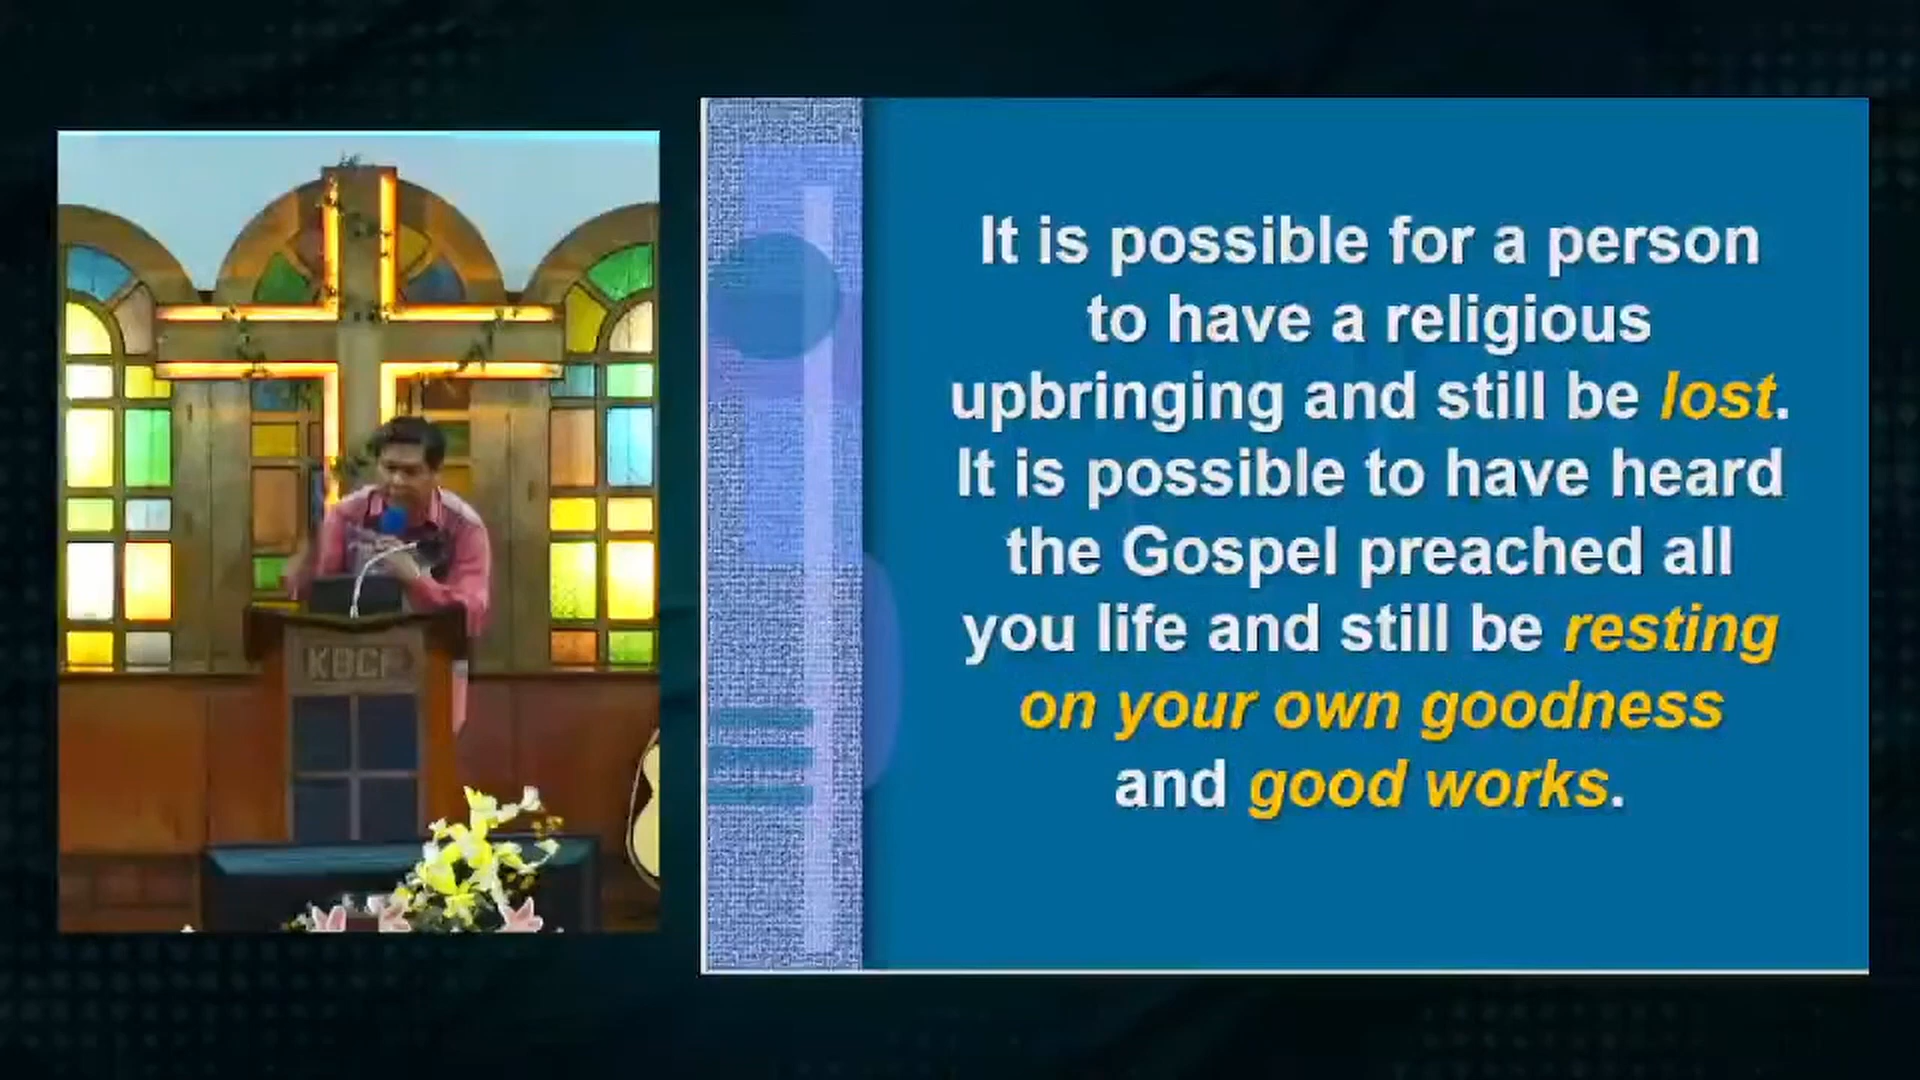 KBCF
It is possible for a person
to have a religious
upbringing and still be lost.
It is possible to have heard
the Gospel preached all
you life and still be resting
on your own goodness
and good works.